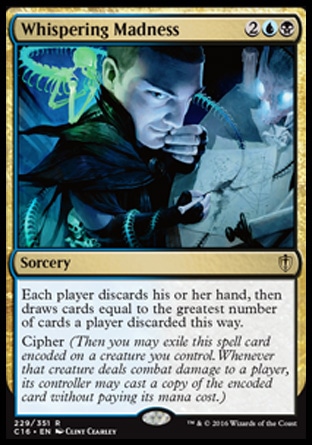 Whispering Madness 2
Sorcery
Each player discards his or her hand, then
draws cards equal to the greatest number
of cards a player discarded this way.
Cipher (Then you may exile this spell card
encoded on a creature you control. Whenever
that creature deals combat damage to a player,
its controller may cast a copy of the encoded
card without paying its mana cost.)
229/351 R
C16 • EN CLINT CEARLEY ™ & © 2016 Wizards of the Coast